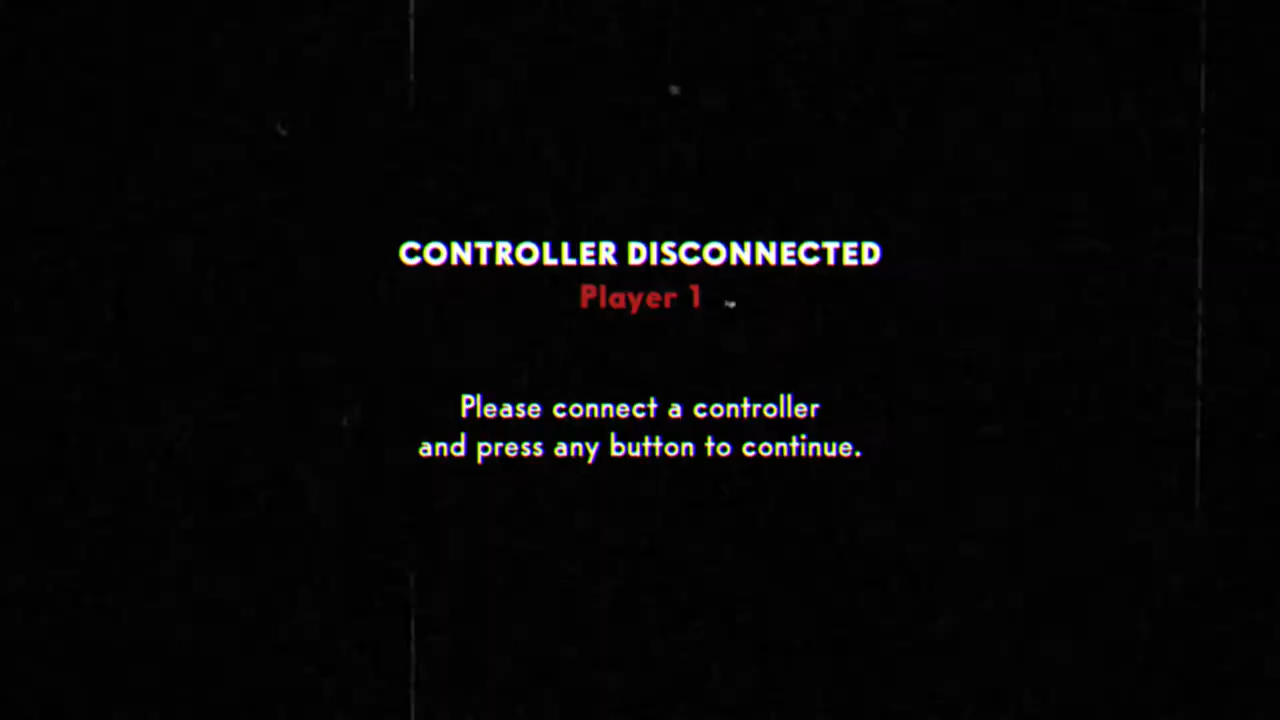 CONTROLLER DISCONNECTED
Player 1
Please connect a controller
and press any button to continue.